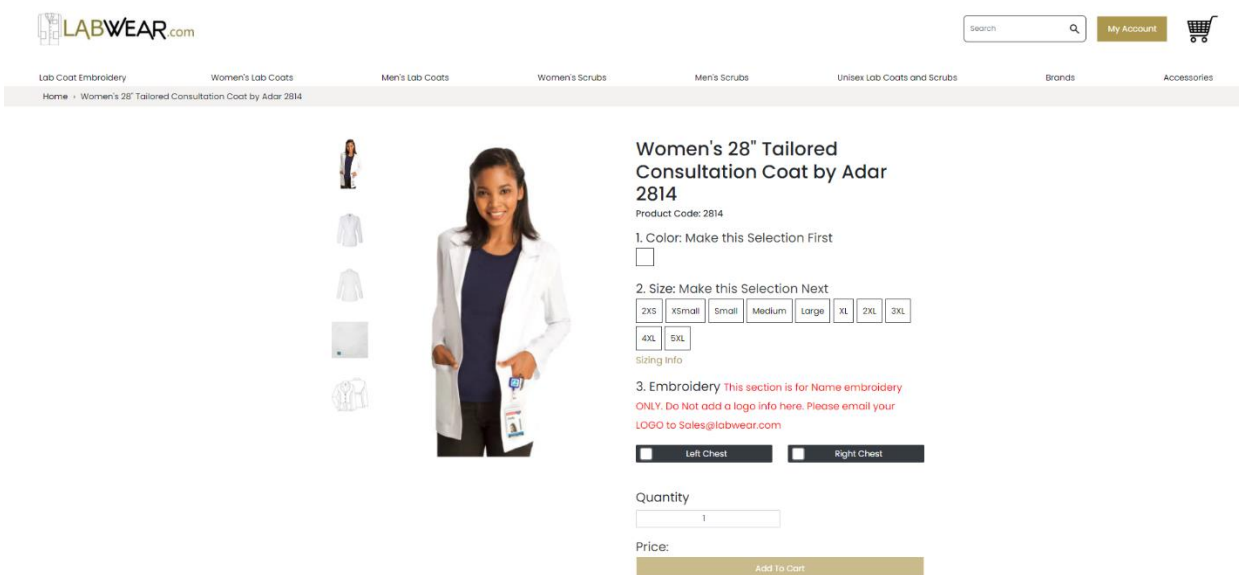 LABWEAR.com
Search
My Account
Lab Coat Embroidery Women's Lab Coats Men's Lab Coats Women's Scrubs Men's Scrubs Unisex Lab Coats and Scrubs Brands Accessories
Home › Women's 28" Tailored Consultation Coat by Adar 2814
Women's 28" Tailored
Consultation Coat by Adar
2814
Product Code: 2814
1. Color: Make this Selection First
2. Size: Make this Selection Next
2XS XSmall Small Medium Large XL 2XL 3XL
4XL 5XL
Sizing Info
3. Embroidery This section is for Name embroidery
ONLY. Do Not add a logo info here. Please email your
LOGO to Sales@labwear.com
Left Chest Right Chest
Quantity
1
Price:
Add To Cart